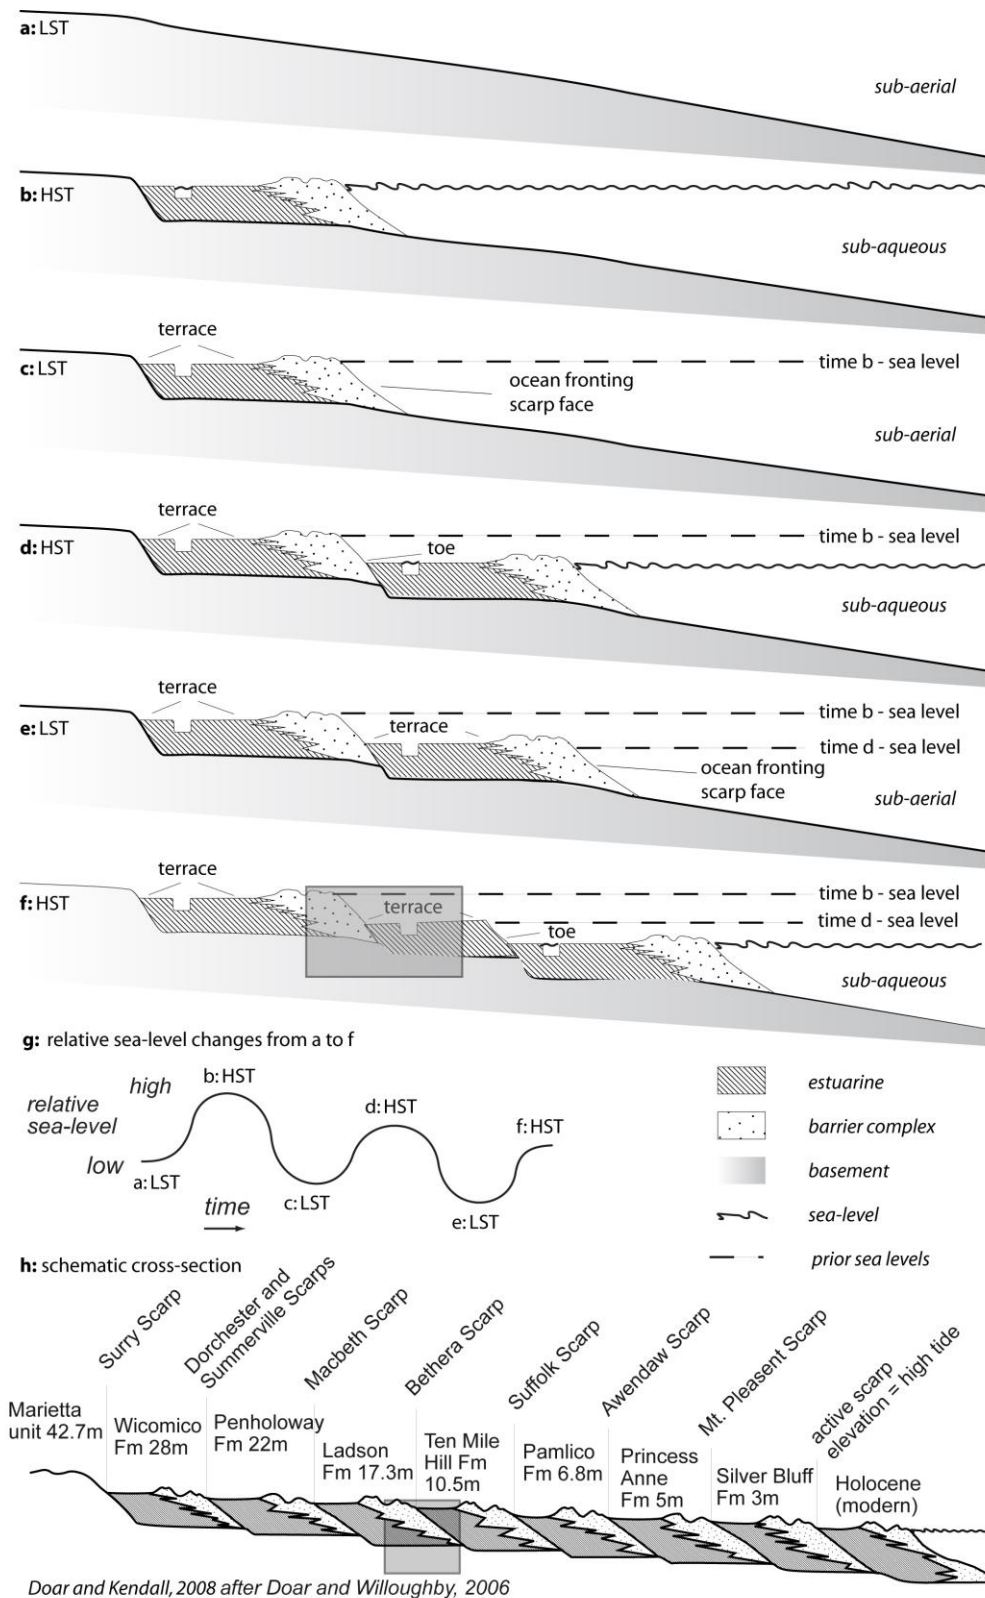 a: LST
sub-aerial
b: HST
sub-aqueous
terrace
c: LST
time b - sea level
ocean fronting
scarp face
sub-aerial
terrace
d: HST
time b - sea level
toe
sub-aqueous
terrace
time b - sea level
e: LST
terrace
time d - sea level
ocean fronting
scarp face
sub-aerial
terrace
f: HST
time b - sea level
terrace
time d - sea level
toe
sub-aqueous
g: relative sea-level changes from a to f
high
b: HST
relative
sea-level
d: HST
f: HST
low
a: LST
c: LST
time
e: LST
estuarine
barrier complex
basement
sea-level
prior sea levels
h: schematic cross-section
Surry Scarp
Dorchester and
Summerville Scarps
Macbeth Scarp
Bethera Scarp
Suffolk Scarp
Awendaw Scarp
Mt. Pleasent Scarp
active scarp
elevation = high tide
Marietta
unit 42.7m
Wicomico
Fm 28m
Penholoway
Fm 22m
Ladson
Fm 17.3m
Ten Mile
Hill Fm
10.5m
Pamlico
Fm 6.8m
Princess
Anne
Fm 5m
Silver Bluff
Fm 3m
Holocene
(modern)
Doar and Kendall, 2008 after Doar and Willoughby, 2006